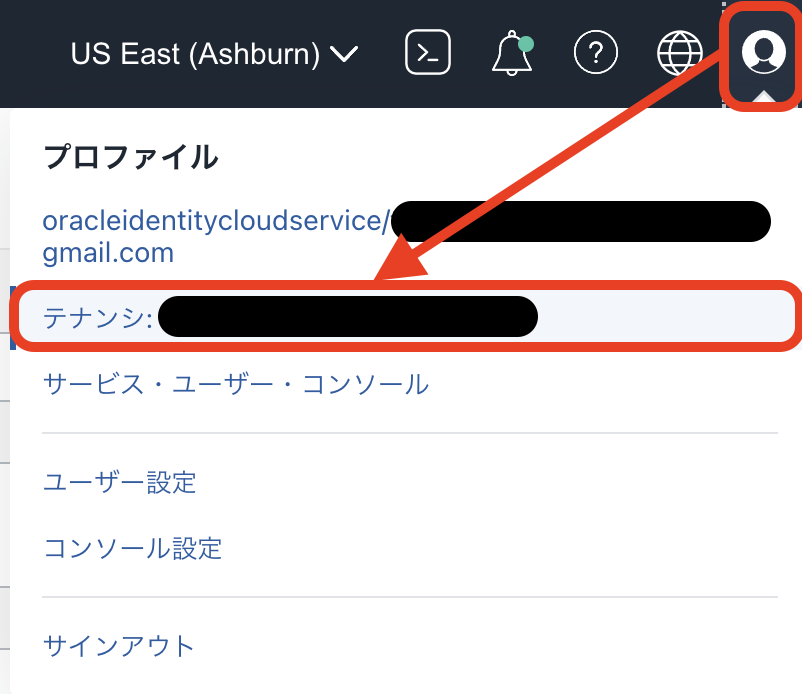 US East (Ashburn)
プロファイル
oracleidentitycloudservice/
gmail.com
テナンシ:
サービス・ユーザー・コンソール
ユーザー設定
コンソール設定
サインアウト